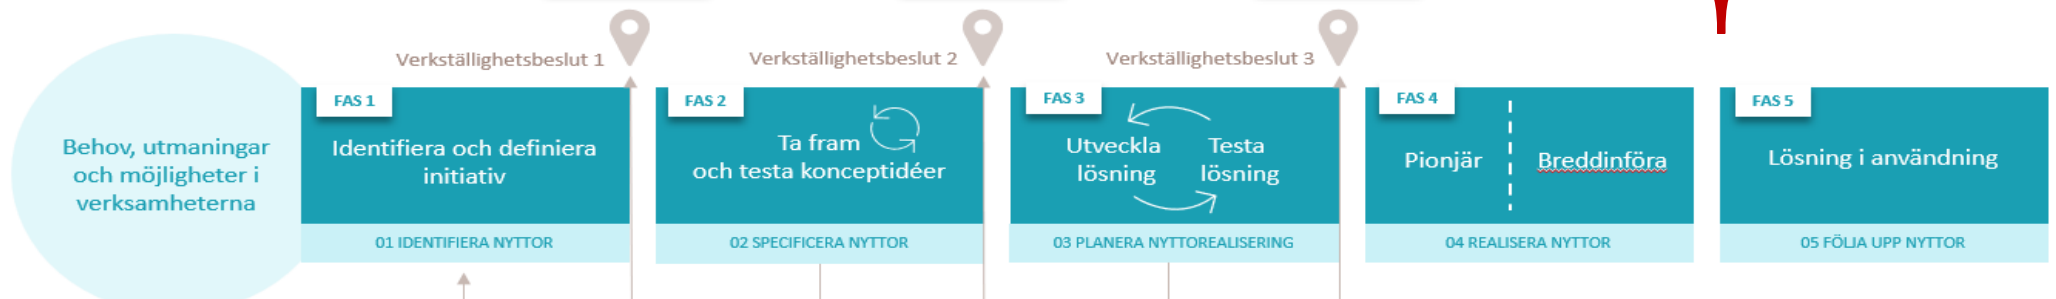 Verkställighetsbeslut 1
Verkställighetsbeslut 2
Verkställighetsbeslut 3
Behov, utmaningar
och möjligheter i
verksamheterna
FAS 1
Identifiera och definiera
initiativ
01 IDENTIFIERA NYTTOR
FAS 2
Ta fram
och testa konceptidéer
02 SPECIFICERA NYTTOR
FAS 3
Utveckla
lösning
Testa
lösning
03 PLANERA NYTTOREALISERING
FAS 4
Pionjär
Breddinföra
04 REALISERA NYTTOR
FAS 5
Lösning i användning
05 FÖLJA UPP NYTTOR